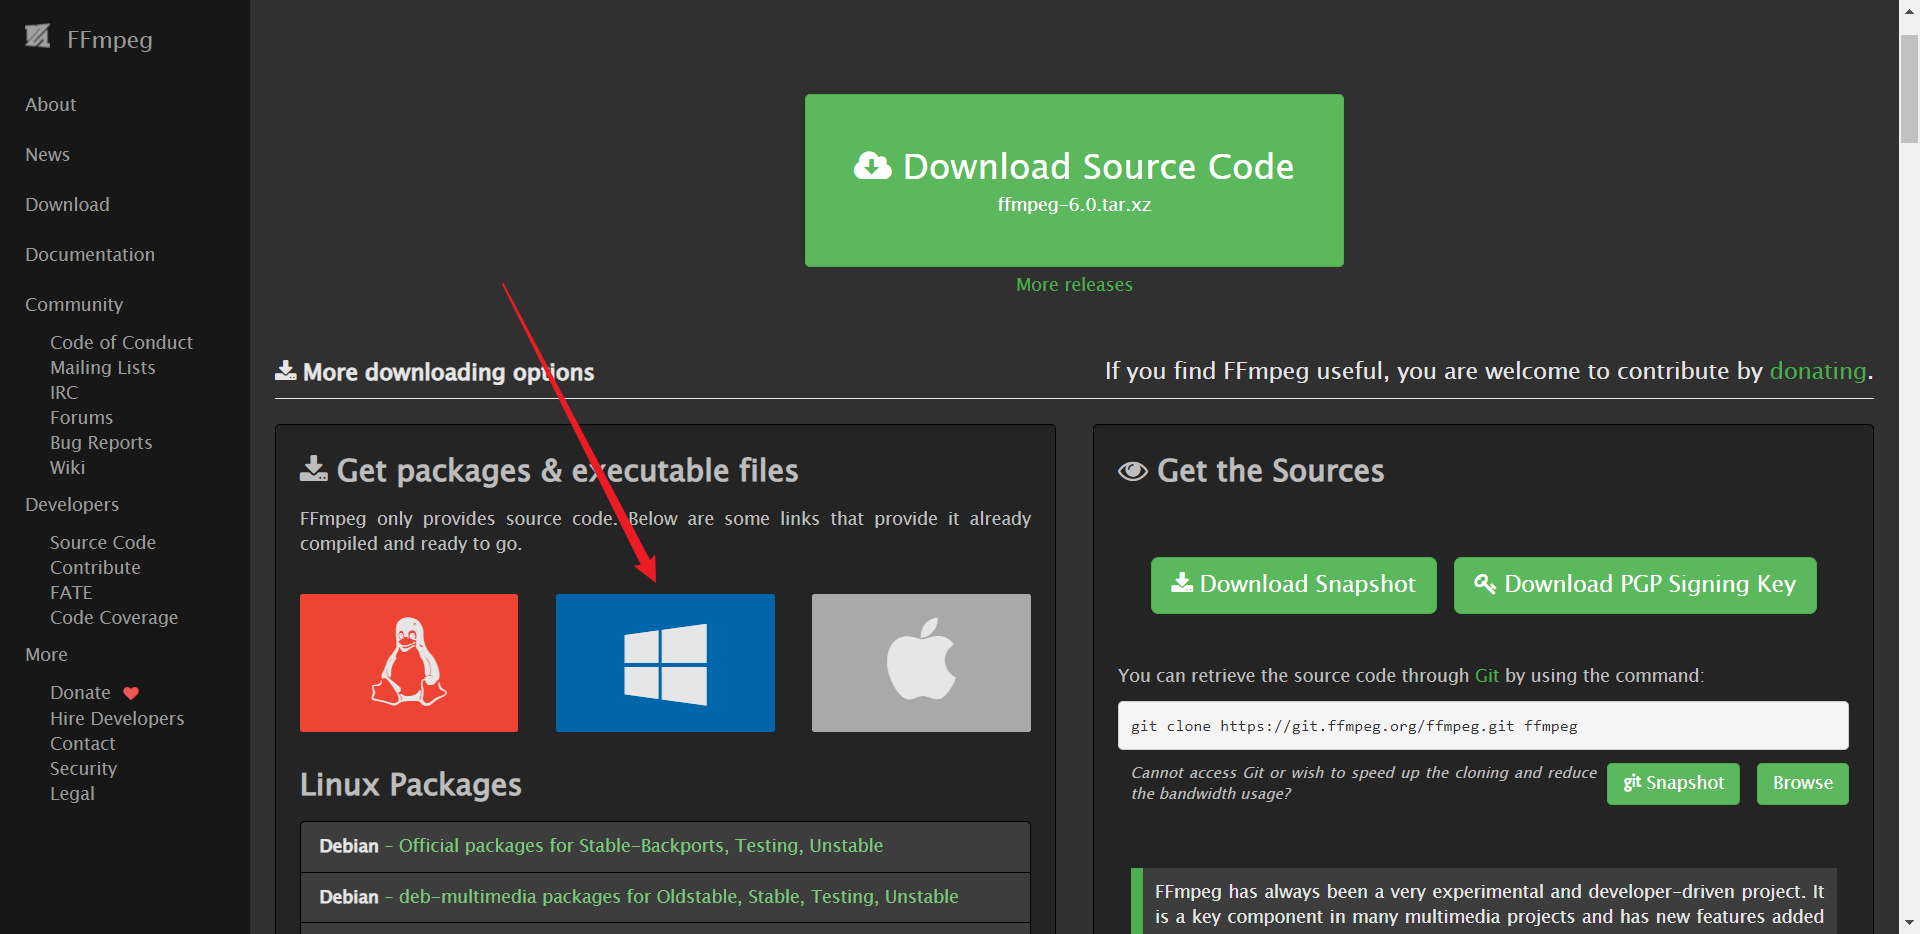 FFmpeg
About
News
Download
Documentation
Community
Code of Conduct
Mailing Lists
IRC
Forums
Bug Reports
Wiki
Developers
Source Code
Contribute
FATE
Code Coverage
More
Donate
Hire Developers
Contact
Security
Legal
Download Source Code
ffmpeg-6.0.tar.xz
More releases
More downloading options
If you find FFmpeg useful, you are welcome to contribute by donating.
Get packages & executable files
FFmpeg only provides source code. Below are some links that provide it already
compiled and ready to go.
Linux Packages
Debian – Official packages for Stable-Backports, Testing, Unstable
Debian – deb-multimedia packages for Oldstable, Stable, Testing, Unstable
Get the Sources
Download Snapshot
Download PGP Signing Key
You can retrieve the source code through Git by using the command:
git clone https://git.ffmpeg.org/ffmpeg.git ffmpeg
Cannot access Git or wish to speed up the cloning and reduce
the bandwidth usage?
git Snapshot
Browse
FFmpeg has always been a very experimental and developer-driven project. It
is a key component in many multimedia projects and has new features added